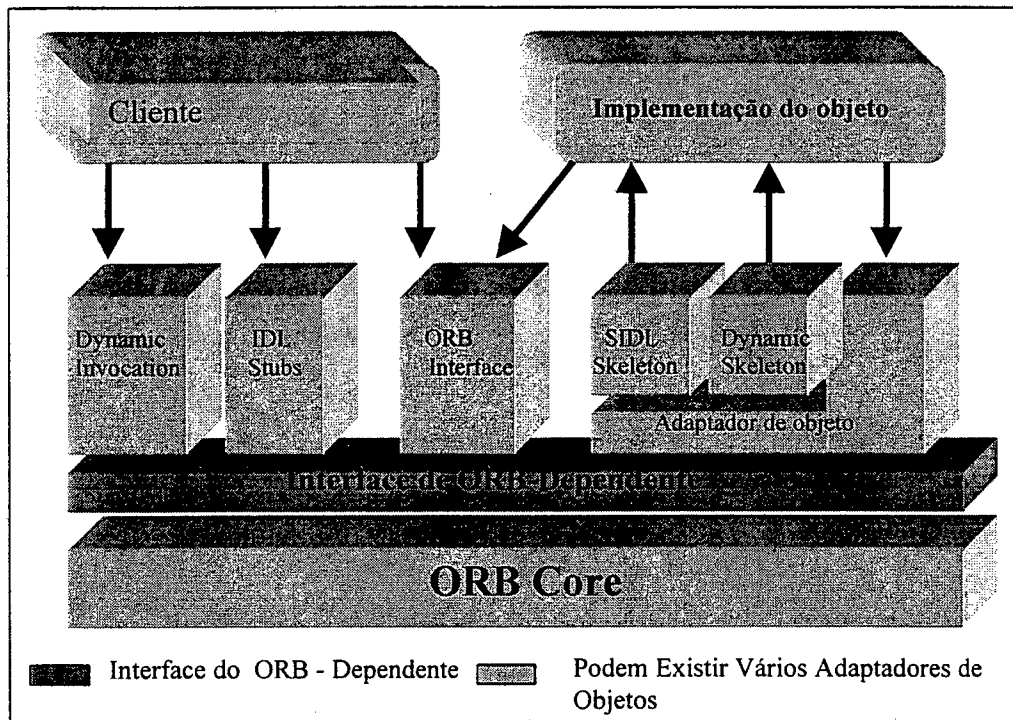 Cliente
Implementação do objeto
Dynamic
Invocation
IDL
Stubs
ORB
Interface
SIDL
Skeleton
Dynamic
Skeleton
Adaptador de objeto
Interface do ORB-Dependente
ORB Core
Interface do ORB - Dependente
Podem Existir Vários Adaptadores de
Objetos